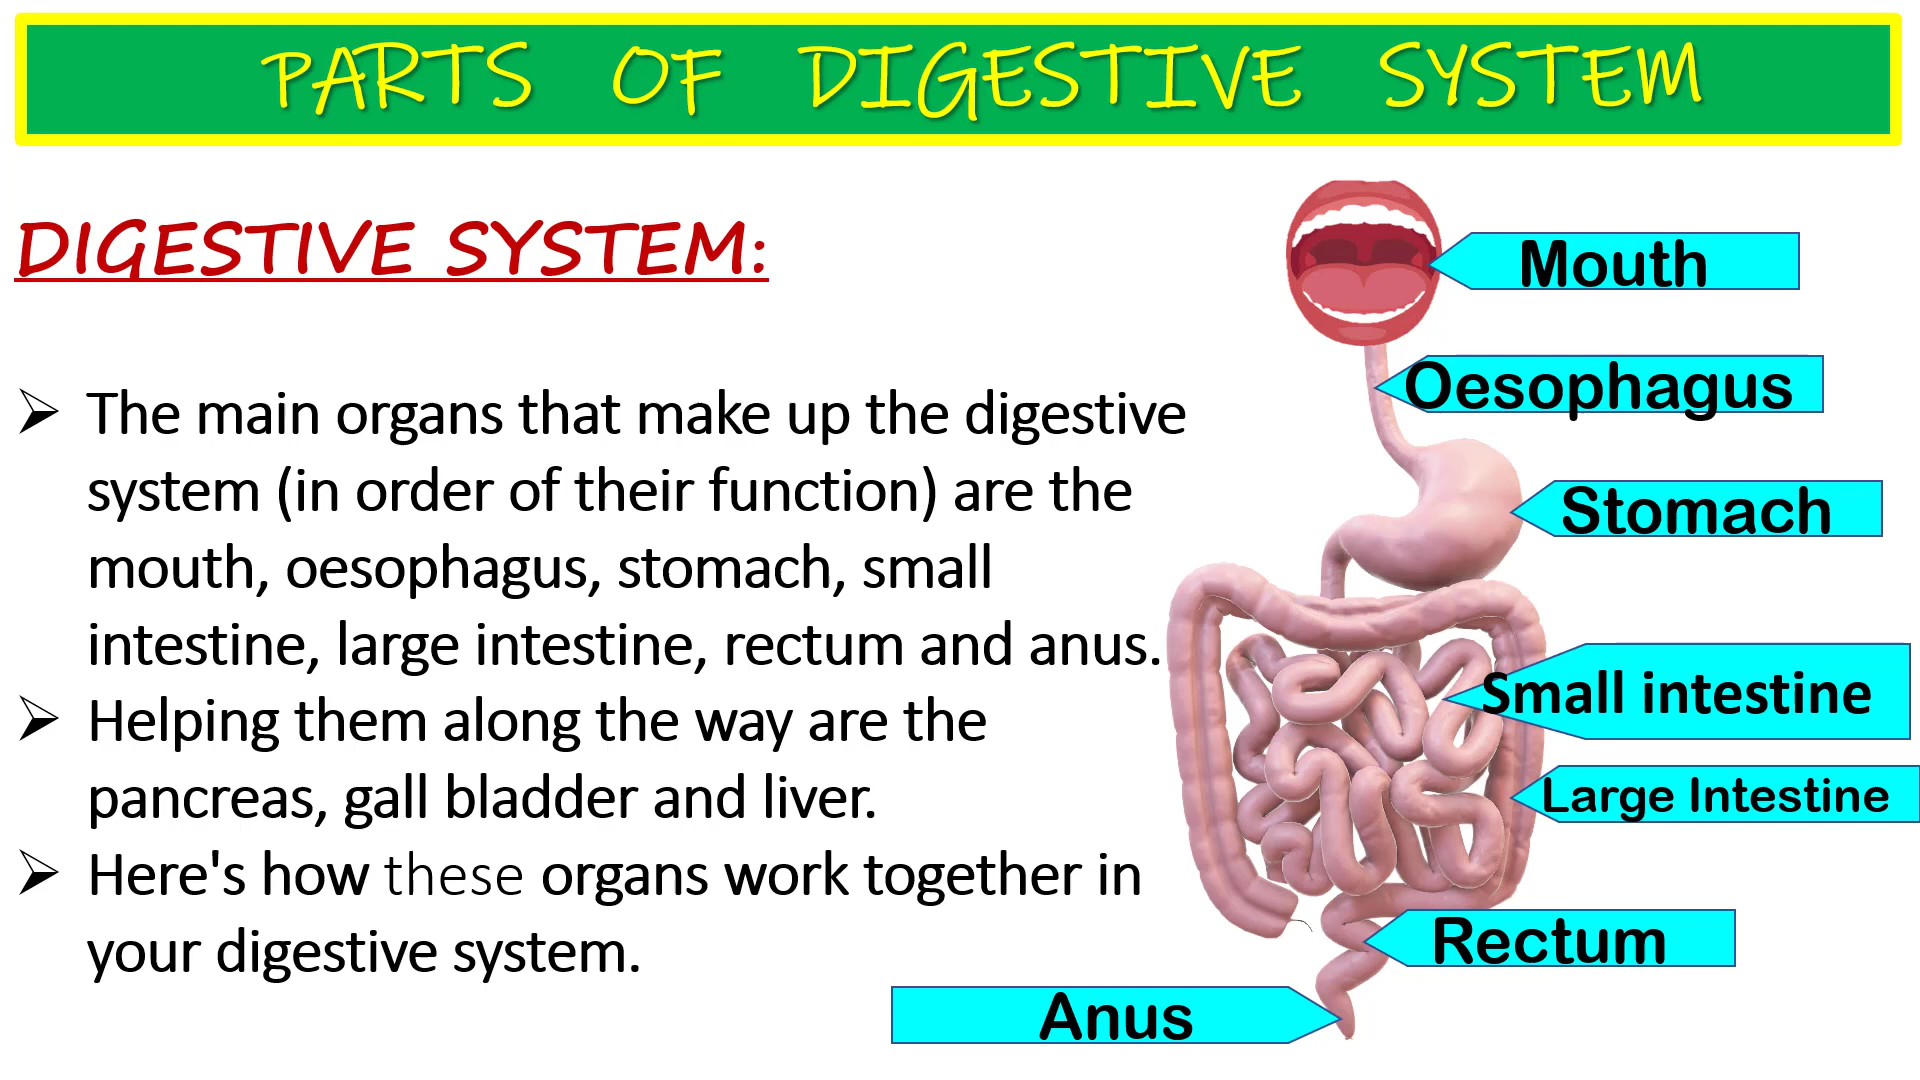 PARTS OF DIGESTIVE SYSTEM
DIGESTIVE SYSTEM:
➢ The main organs that make up the digestive
system (in order of their function) are the
mouth, oesophagus, stomach, small
intestine, large intestine, rectum and anus.
➢ Helping them along the way are the
pancreas, gall bladder and liver.
➢ Here's how these organs work together in
your digestive system.
Mouth
Oesophagus
Stomach
Small intestine
Large Intestine
Rectum
Anus